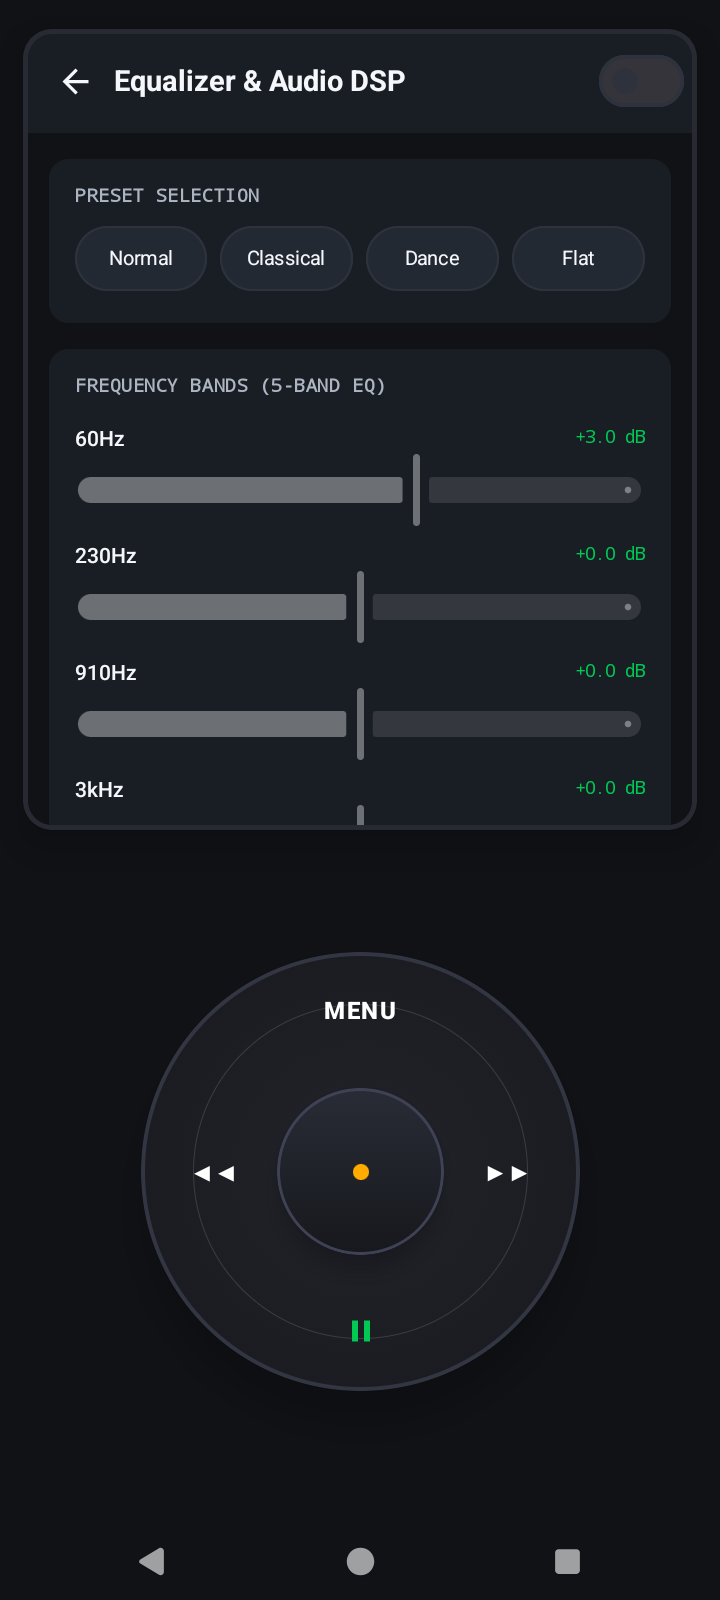 Equalizer & Audio DSP
PRESET SELECTION
Normal Classical Dance Flat
FREQUENCY BANDS (5-BAND EQ)
60Hz +3.0 dB
230Hz +0.0 dB
910Hz +0.0 dB
3kHz +0.0 dB
MENU